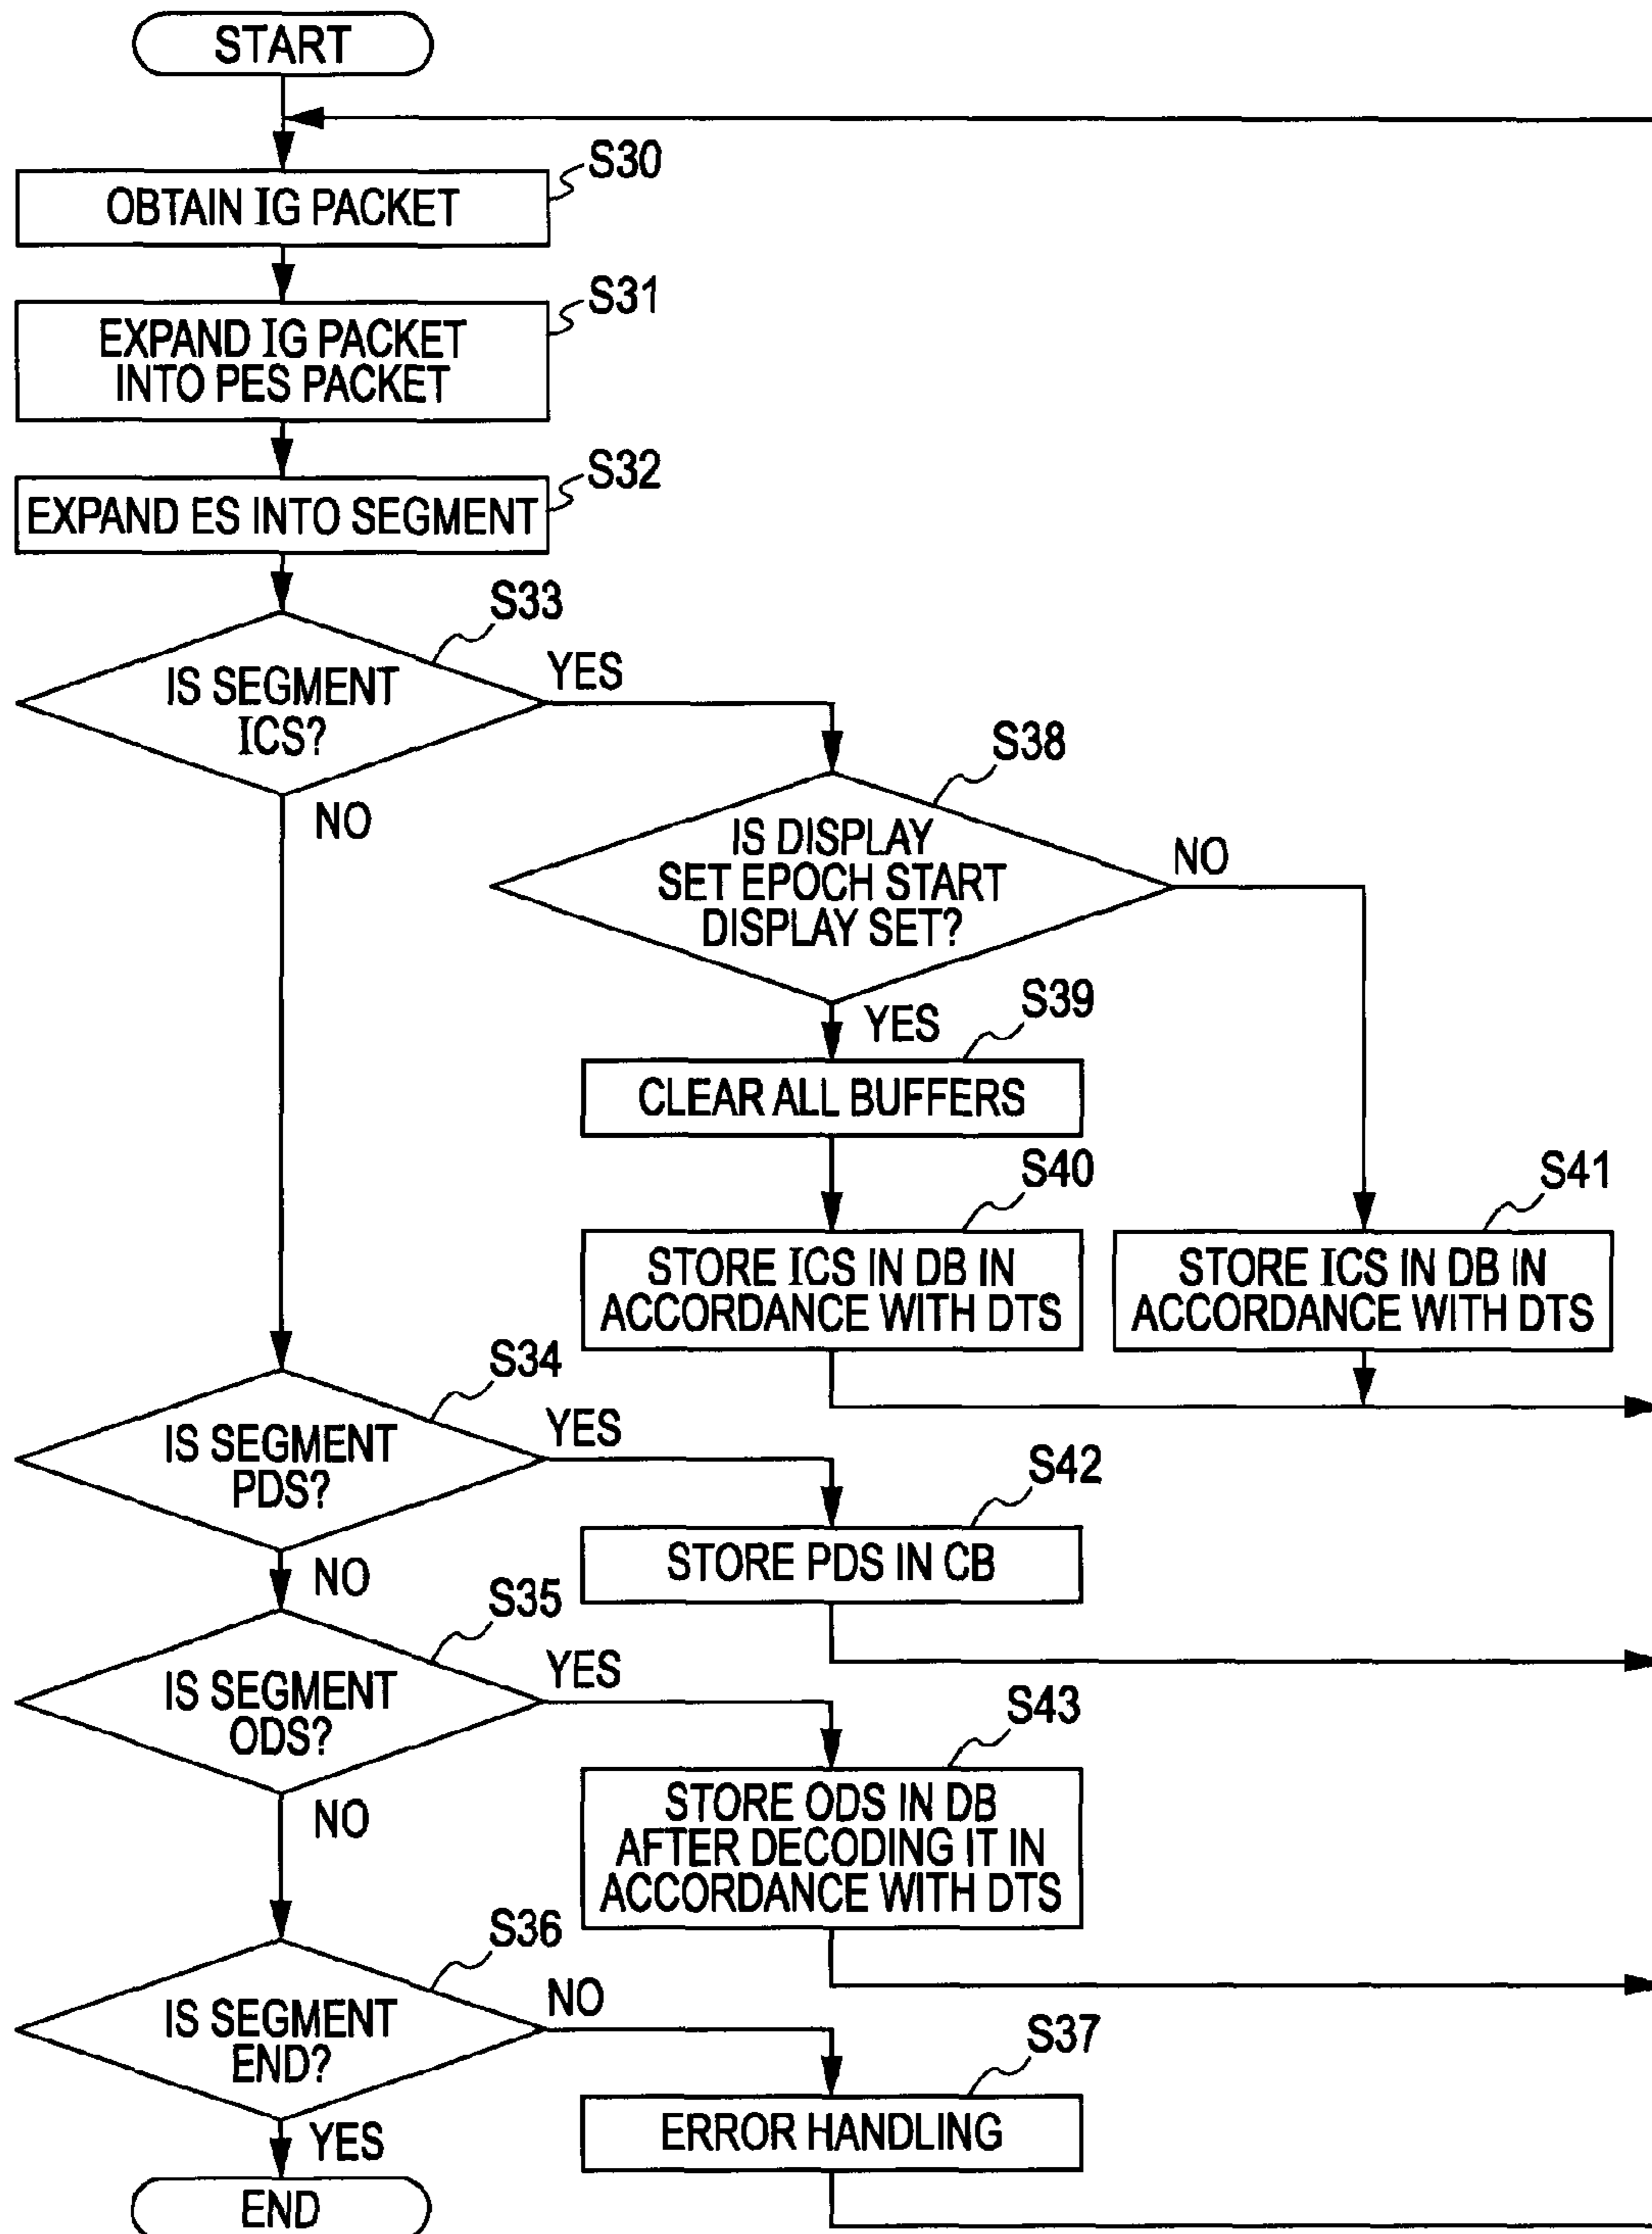 START
S30
OBTAIN IG PACKET
S31
EXPAND IG PACKET
INTO PES PACKET
S32
EXPAND ES INTO SEGMENT
S33
IS SEGMENT
ICS?
YES
NO
S38
IS DISPLAY
SET EPOCH START
DISPLAY SET?
NO
YES
S39
CLEAR ALL BUFFERS
S40
STORE ICS IN DB IN
ACCORDANCE WITH DTS
S41
STORE ICS IN DB IN
ACCORDANCE WITH DTS
S34
IS SEGMENT
PDS?
YES
NO
S42
STORE PDS IN CB
S35
IS SEGMENT
ODS?
YES
NO
S43
STORE ODS IN DB
AFTER DECODING IT IN
ACCORDANCE WITH DTS
S36
IS SEGMENT
END?
NO
YES
S37
ERROR HANDLING
END